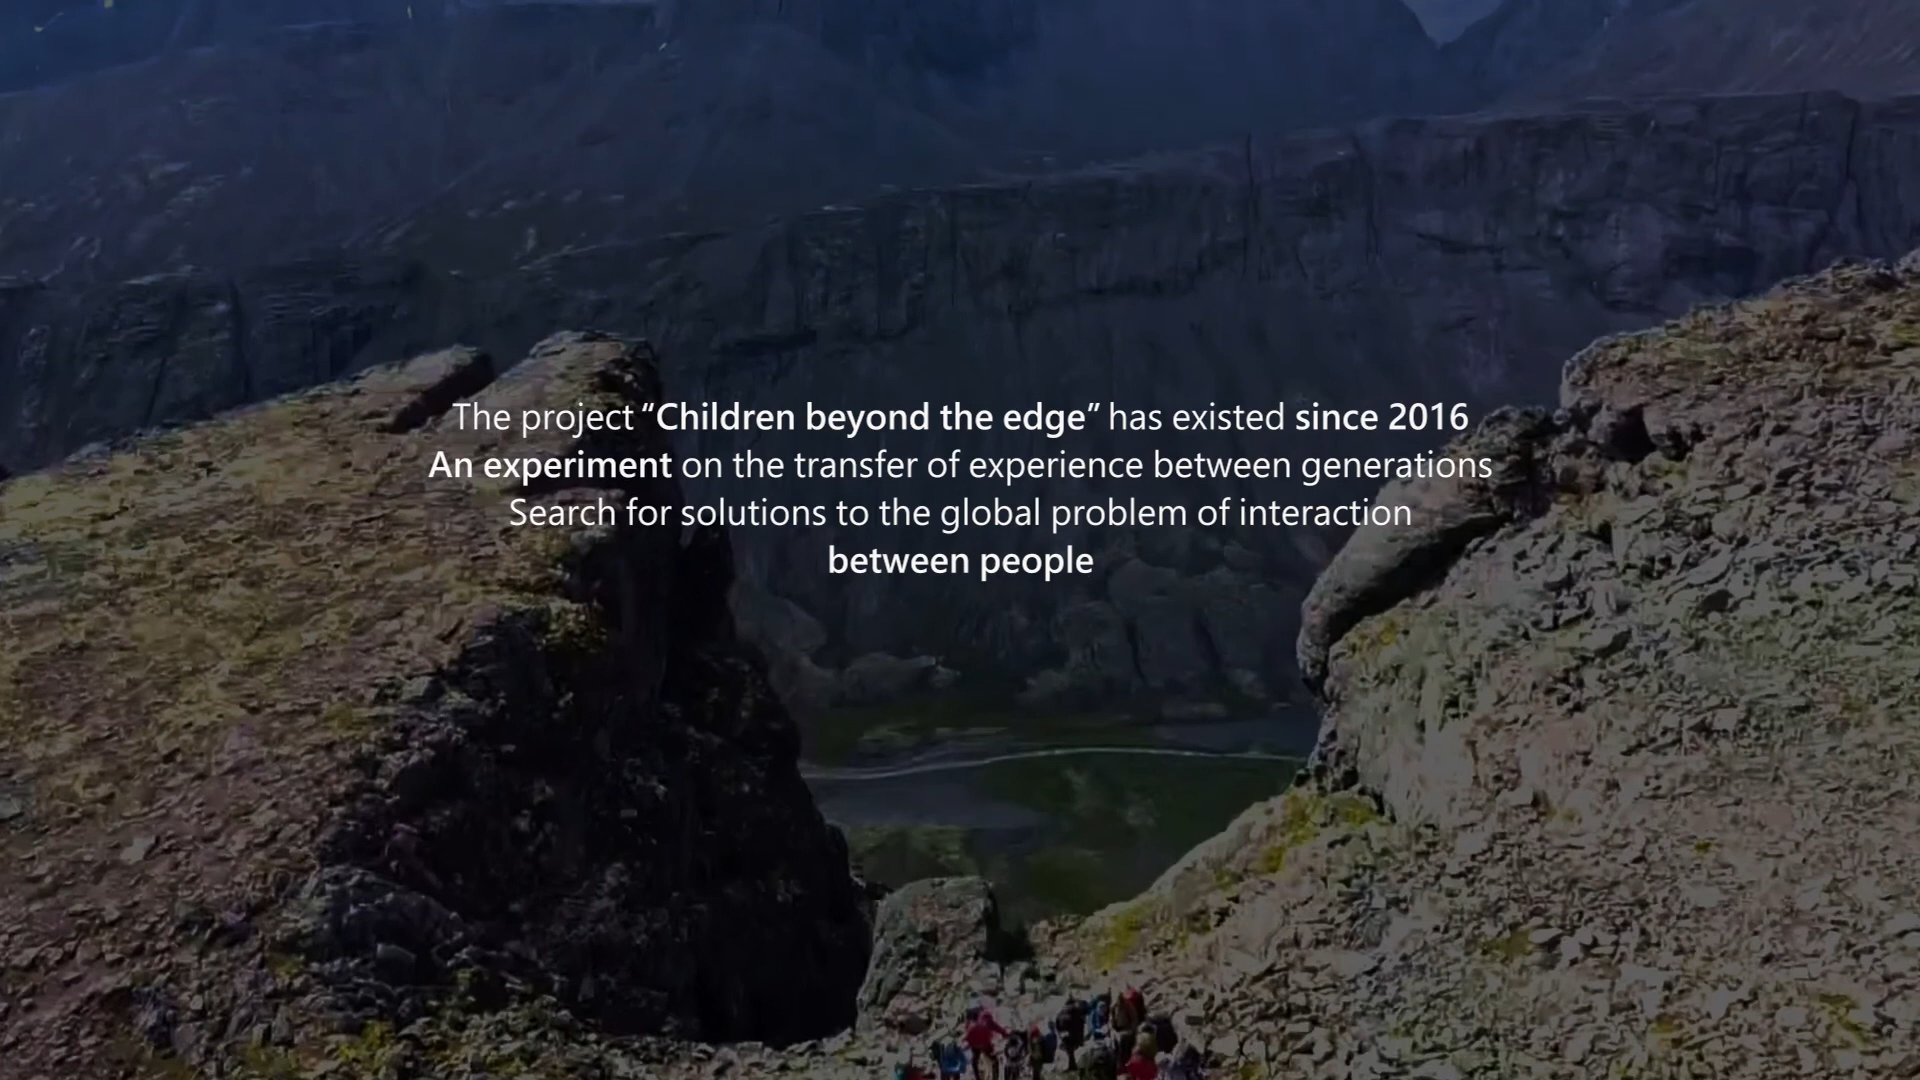 The project “Children beyond the edge” has existed since 2016
An experiment on the transfer of experience between generations
Search for solutions to the global problem of interaction
between people